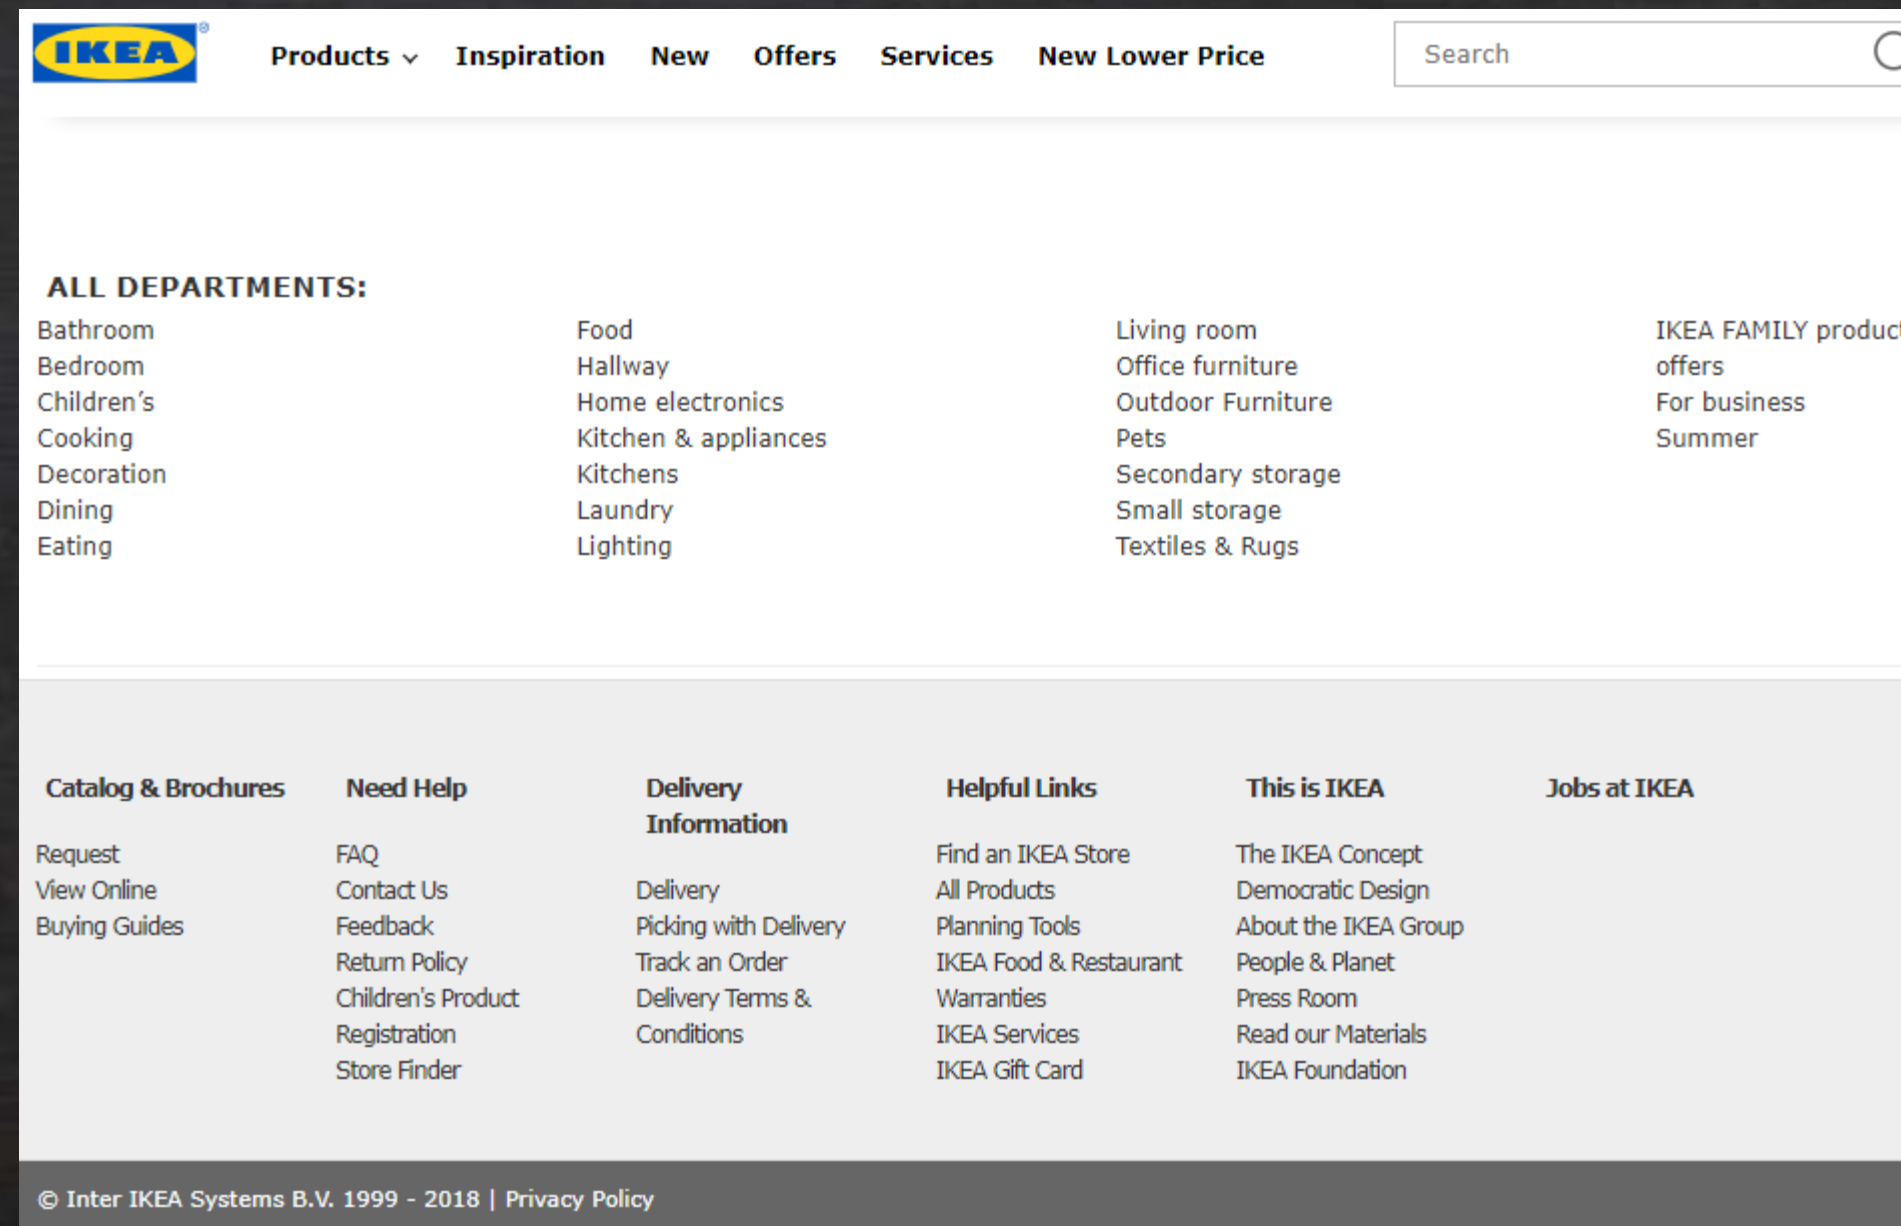 IKEA
Products Inspiration New Offers Services New Lower Price Search
ALL DEPARTMENTS:
Bathroom
Bedroom
Children’s
Cooking
Decoration
Dining
Eating
Food
Hallway
Home electronics
Kitchen & appliances
Kitchens
Laundry
Lighting
Living room
Office furniture
Outdoor Furniture
Pets
Secondary storage
Small storage
Textiles & Rugs
IKEA FAMILY product
offers
For business
Summer
Catalog & Brochures
Request
View Online
Buying Guides
Need Help
FAQ
Contact Us
Feedback
Return Policy
Children's Product
Registration
Store Finder
Delivery
Information
Delivery
Picking with Delivery
Track an Order
Delivery Terms &
Conditions
Helpful Links
Find an IKEA Store
All Products
Planning Tools
IKEA Food & Restaurant
Warranties
IKEA Services
IKEA Gift Card
This is IKEA
The IKEA Concept
Democratic Design
About the IKEA Group
People & Planet
Press Room
Read our Materials
IKEA Foundation
Jobs at IKEA
© Inter IKEA Systems B.V. 1999 - 2018 | Privacy Policy